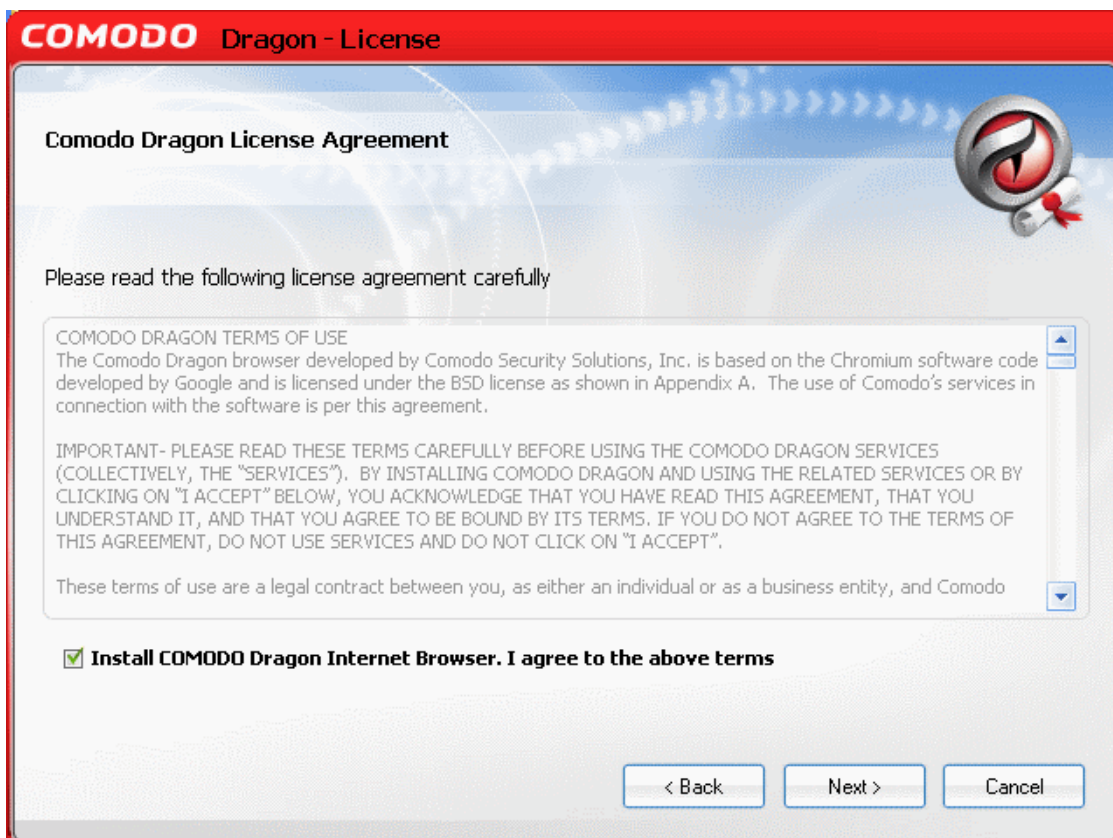 COMODO Dragon - License
Comodo Dragon License Agreement
Please read the following license agreement carefully
COMODO DRAGON TERMS OF USE
The Comodo Dragon browser developed by Comodo Security Solutions, Inc. is based on the Chromium software code
developed by Google and is licensed under the BSD license as shown in Appendix A.  The use of Comodo's services in
connection with the software is per this agreement.
IMPORTANT- PLEASE READ THESE TERMS CAREFULLY BEFORE USING THE COMODO DRAGON SERVICES
(COLLECTIVELY, THE “SERVICES”).  BY INSTALLING COMODO DRAGON AND USING THE RELATED SERVICES OR BY
CLICKING ON “I ACCEPT” BELOW, YOU ACKNOWLEDGE THAT YOU HAVE READ THIS AGREEMENT, THAT YOU
UNDERSTAND IT, AND THAT YOU AGREE TO BE BOUND BY ITS TERMS. IF YOU DO NOT AGREE TO THE TERMS OF
THIS AGREEMENT, DO NOT USE SERVICES AND DO NOT CLICK ON “I ACCEPT”.
These terms of use are a legal contract between you, as either an individual or as a business entity, and Comodo
Install COMODO Dragon Internet Browser. I agree to the above terms
< Back
Next >
Cancel